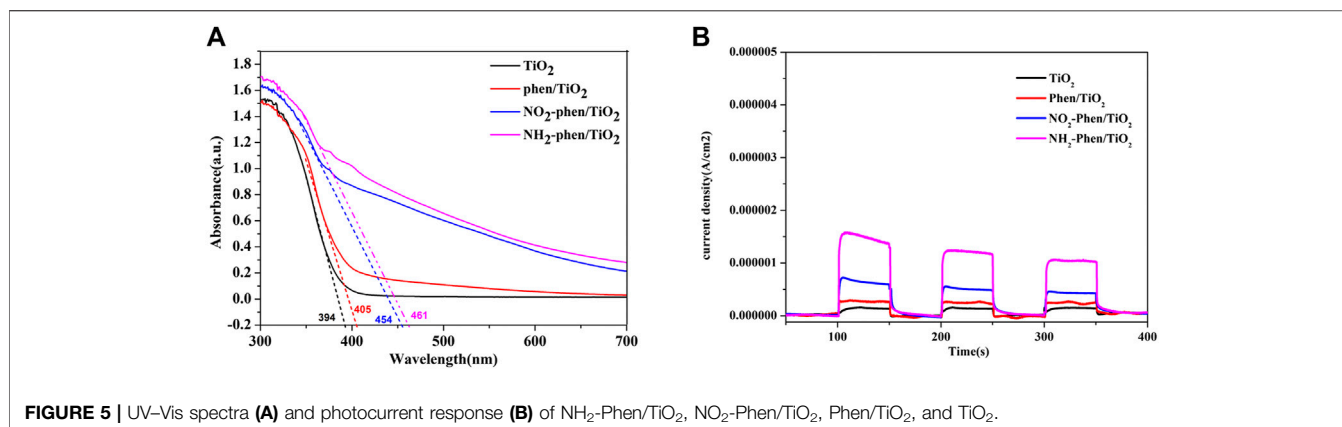 A
1.8
1.6
1.4
1.2
1.0
0.8
0.6
0.4
0.2
0.0
-0.2
Absorbance(a.u.)
TiO2
phen/TiO2
NO2-phen/TiO2
NH2-phen/TiO2
394
405
454
461
300 400 500 600 700
Wavelength(nm)
B
0.000005
0.000004
0.000003
0.000002
0.000001
0.000000
current density(A/cm2)
TiO2
Phen/TiO2
NO2-Phen/TiO2
NH2-Phen/TiO2
100 200 300 400
Time(s)
FIGURE 5 | UV–Vis spectra (A) and photocurrent response (B) of NH2-Phen/TiO2, NO2-Phen/TiO2, Phen/TiO2, and TiO2.